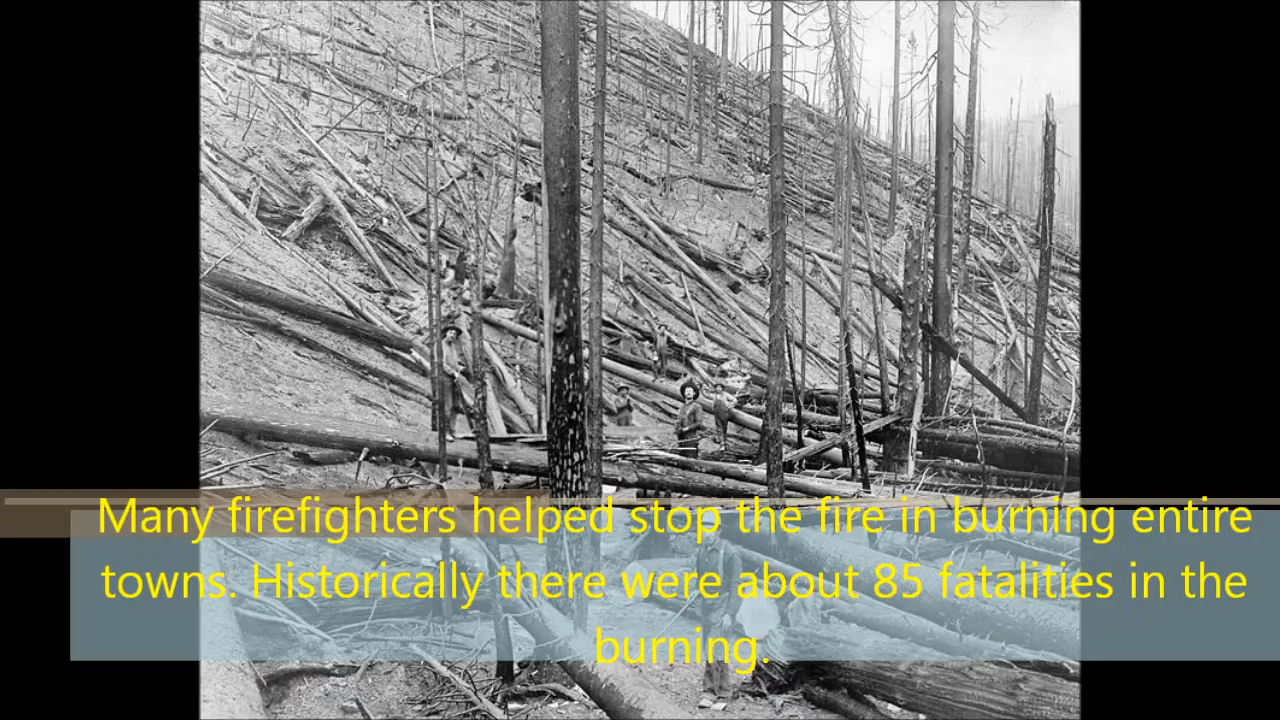 Many firefighters helped stop the fire in burning entire
towns. Historically there were about 85 fatalities in the
burning.